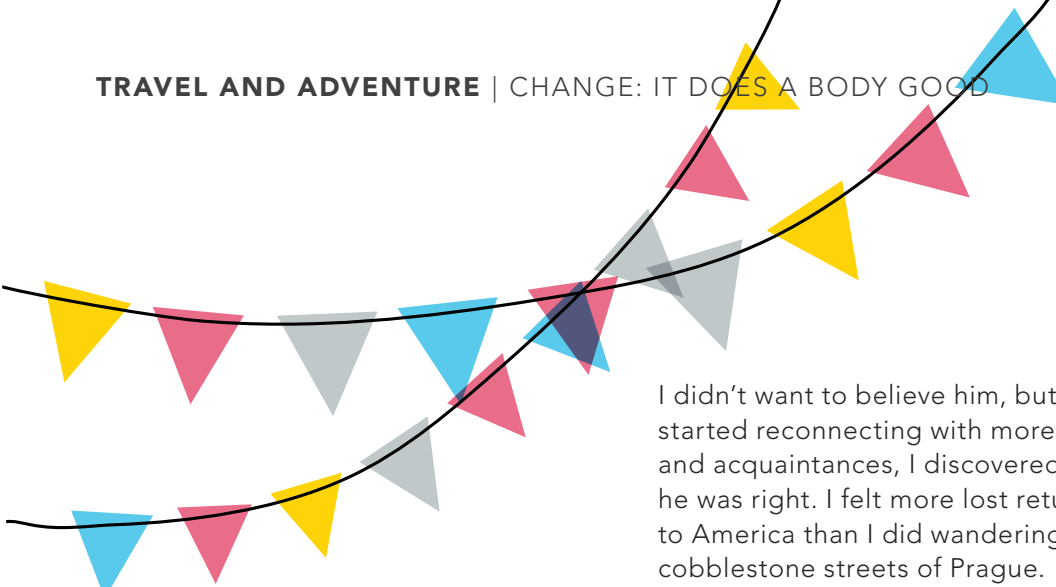 TRAVEL AND ADVENTURE | CHANGE: IT DOES A BODY GOOD
I didn’t want to believe him, but
started reconnecting with more
and acquaintances, I discovered
he was right. I felt more lost
to America than I did wandering
cobblestone streets of Prague.